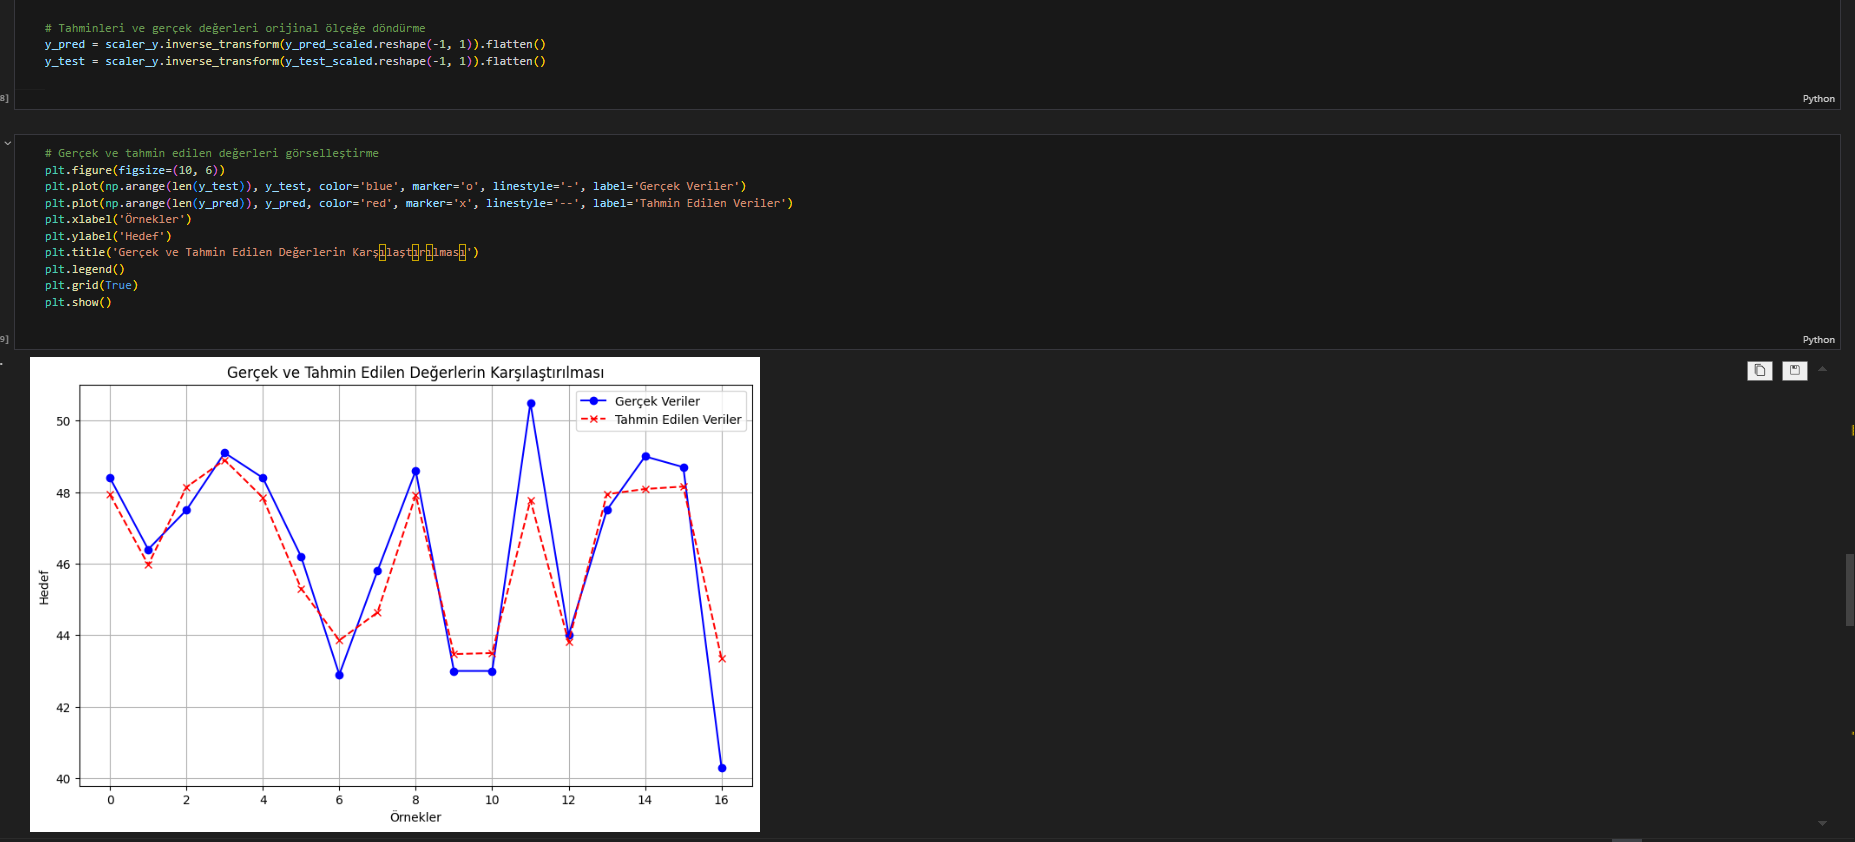 # Tahminleri ve gerçek değerleri orijinal ölçeğe döndürme
y_pred = scaler_y.inverse_transform(y_pred_scaled.reshape(-1, 1)).flatten()
y_test = scaler_y.inverse_transform(y_test_scaled.reshape(-1, 1)).flatten()
8]
Python
# Gerçek ve tahmin edilen değerleri görselleştirme
plt.figure(figsize=(10, 6))
plt.plot(np.arange(len(y_test)), y_test, color='blue', marker='o', linestyle='-', label='Gerçek Veriler')
plt.plot(np.arange(len(y_pred)), y_pred, color='red', marker='x', linestyle='--', label='Tahmin Edilen Veriler')
plt.xlabel('Örnekler')
plt.ylabel('Hedef')
plt.title('Gerçek ve Tahmin Edilen Değerlerin Karşılaştırılması')
plt.legend()
plt.grid(True)
plt.show()
9]
Python
Gerçek ve Tahmin Edilen Değerlerin Karşılaştırılması
Gerçek Veriler
Tahmin Edilen Veriler
50
48
46
44
42
40
Hedef
0 2 4 6 8 10 12 14 16
Örnekler